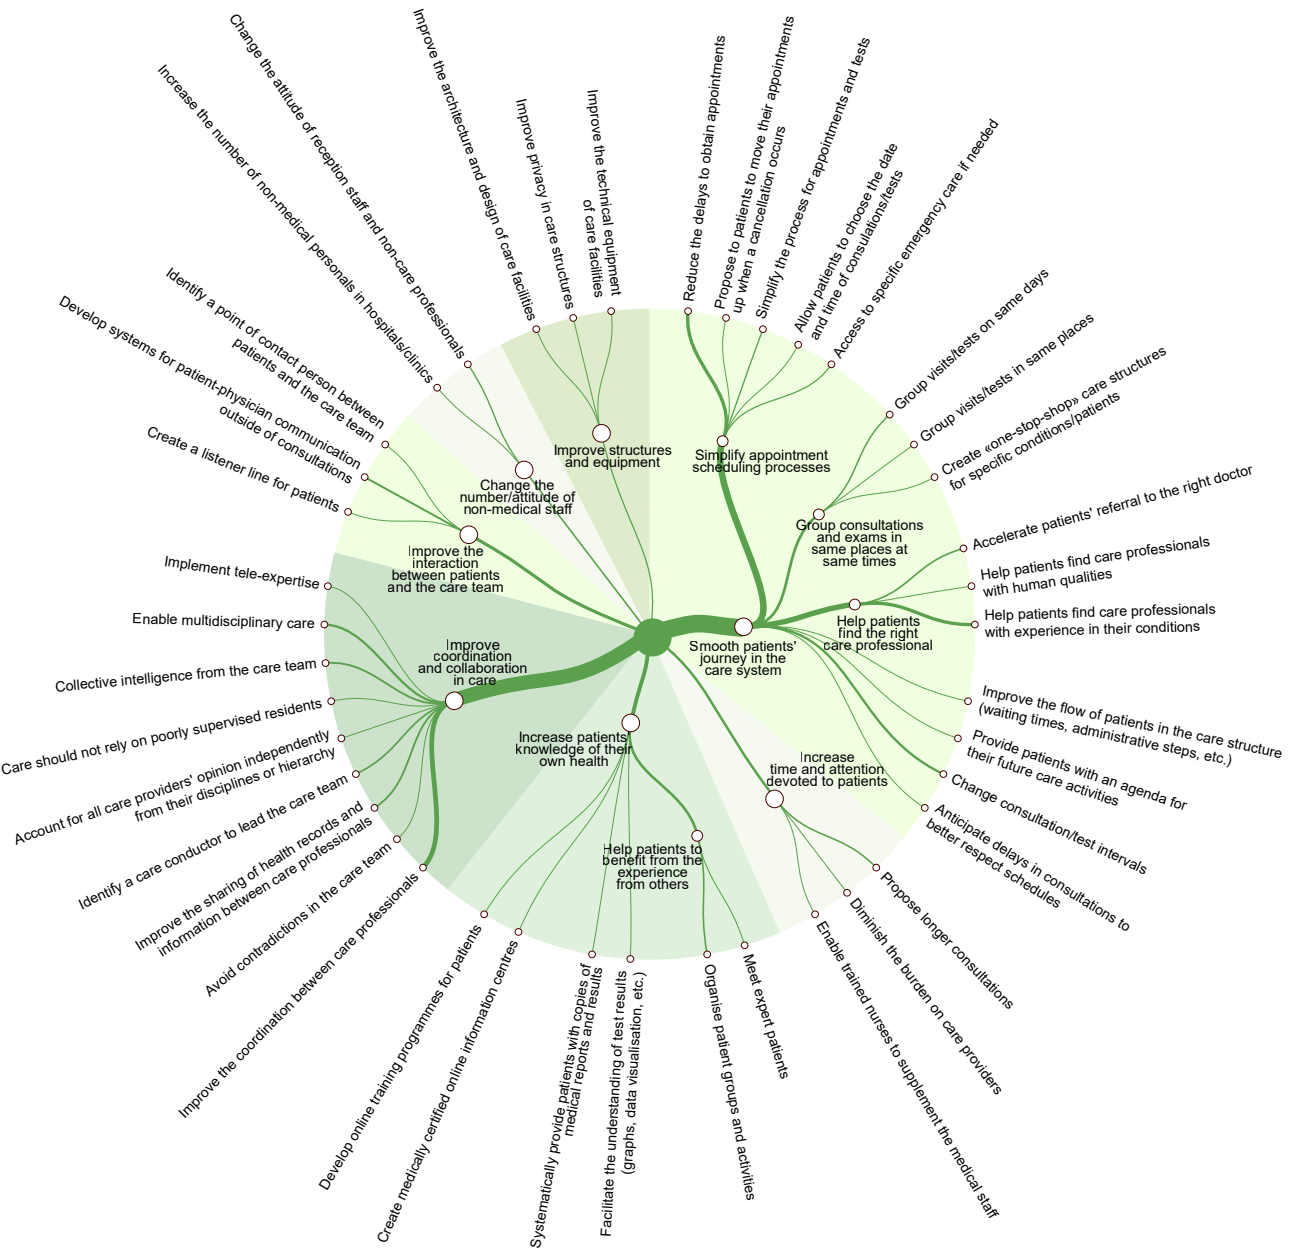 Reduce the delays to obtain appointments
Propose to patients to move their appointments
up when a cancellation occurs
Simplify the process for appointments and tests
Allow patients to choose the date
and time of consulations/tests
Access to specific emergency care if needed
Simplify appointment
scheduling processes
Group visits/tests on same days
Group visits/tests in same places
Create «one-stop-shop» care structures
for specific conditions/patients
Group consultations
and exams in
same places at
same times
Accelerate patients' referral to the right doctor
Help patients find care professionals
with human qualities
Help patients find care professionals
with experience in their conditions
Help patients
find the right
care professional
Smooth patients'
journey in the
care system
Improve the flow of patients in the care structure
(waiting times, administrative steps, etc.)
Provide patients with an agenda for
their future care activities
Change consultation/test intervals
Anticipate delays in consultations to
better respect schedules
Increase
time and attention
devoted to patients
Propose longer consultations
Diminish the burden on care providers
Enable trained nurses to supplement the medical staff
Increase patients'
knowledge of their
own health
Help patients to
benefit from the
experience
from others
Meet expert patients
Organise patient groups and activities
Facilitate the understanding of test results
(graphs, data visualisation, etc.)
Systematically provide patients with copies of
medical reports and results
Create medically certified online information centres
Develop online training programmes for patients
Improve
coordination
and collaboration
in care
Improve the coordination between care professionals
Avoid contradictions in the care team
Improve the sharing of health records and
information between care professionals
Identify a care conductor to lead the care team
Account for all care providers' opinion independently
from their disciplines or hierarchy
Care should not rely on poorly supervised residents
Collective intelligence from the care team
Enable multidisciplinary care
Implement tele-expertise
Improve the
interaction
between patients
and the care team
Create a listener line for patients
Develop systems for patient-physician communication
outside of consultations
Identify a point of contact person between
patients and the care team
Change the
number/attitude of
non-medical staff
Increase the number of non-medical personals in hospitals/clinics
Change the attitude of reception staff and non-care professionals
Improve structures
and equipment
Improve the architecture and design of care facilities
Improve privacy in care structures
Improve the technical equipment
of care facilities